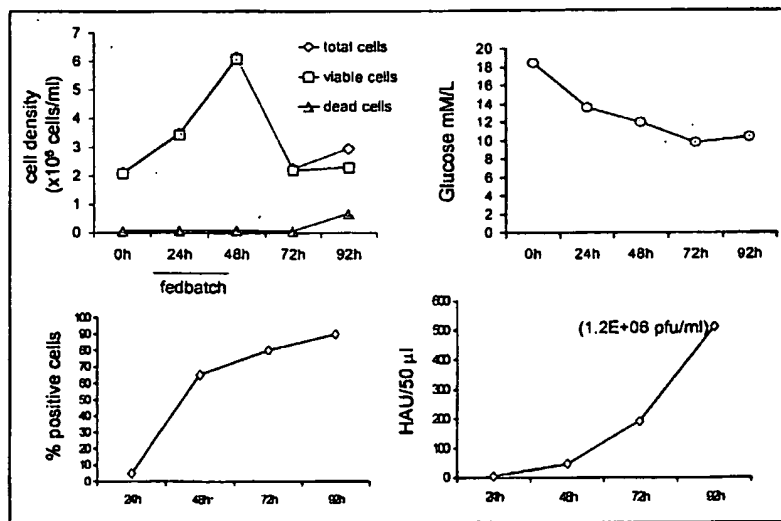 7
6
5
4
3
2
1
0
cell density
(x10⁶ cells/ml)
0h 24h 48h 72h 92h
fedbatch
total cells
viable cells
dead cells
20
18
16
14
12
10
8
6
4
2
0
Glucose mM/L
0h 24h 48h 72h 92h
100
90
80
70
60
50
40
30
20
10
0
% positive cells
24h 48hr 72h 92h
600
500
400
300
200
100
0
HAU/50 µl
(1.2E+08 pfu/ml)
24h 48h 72h 92h